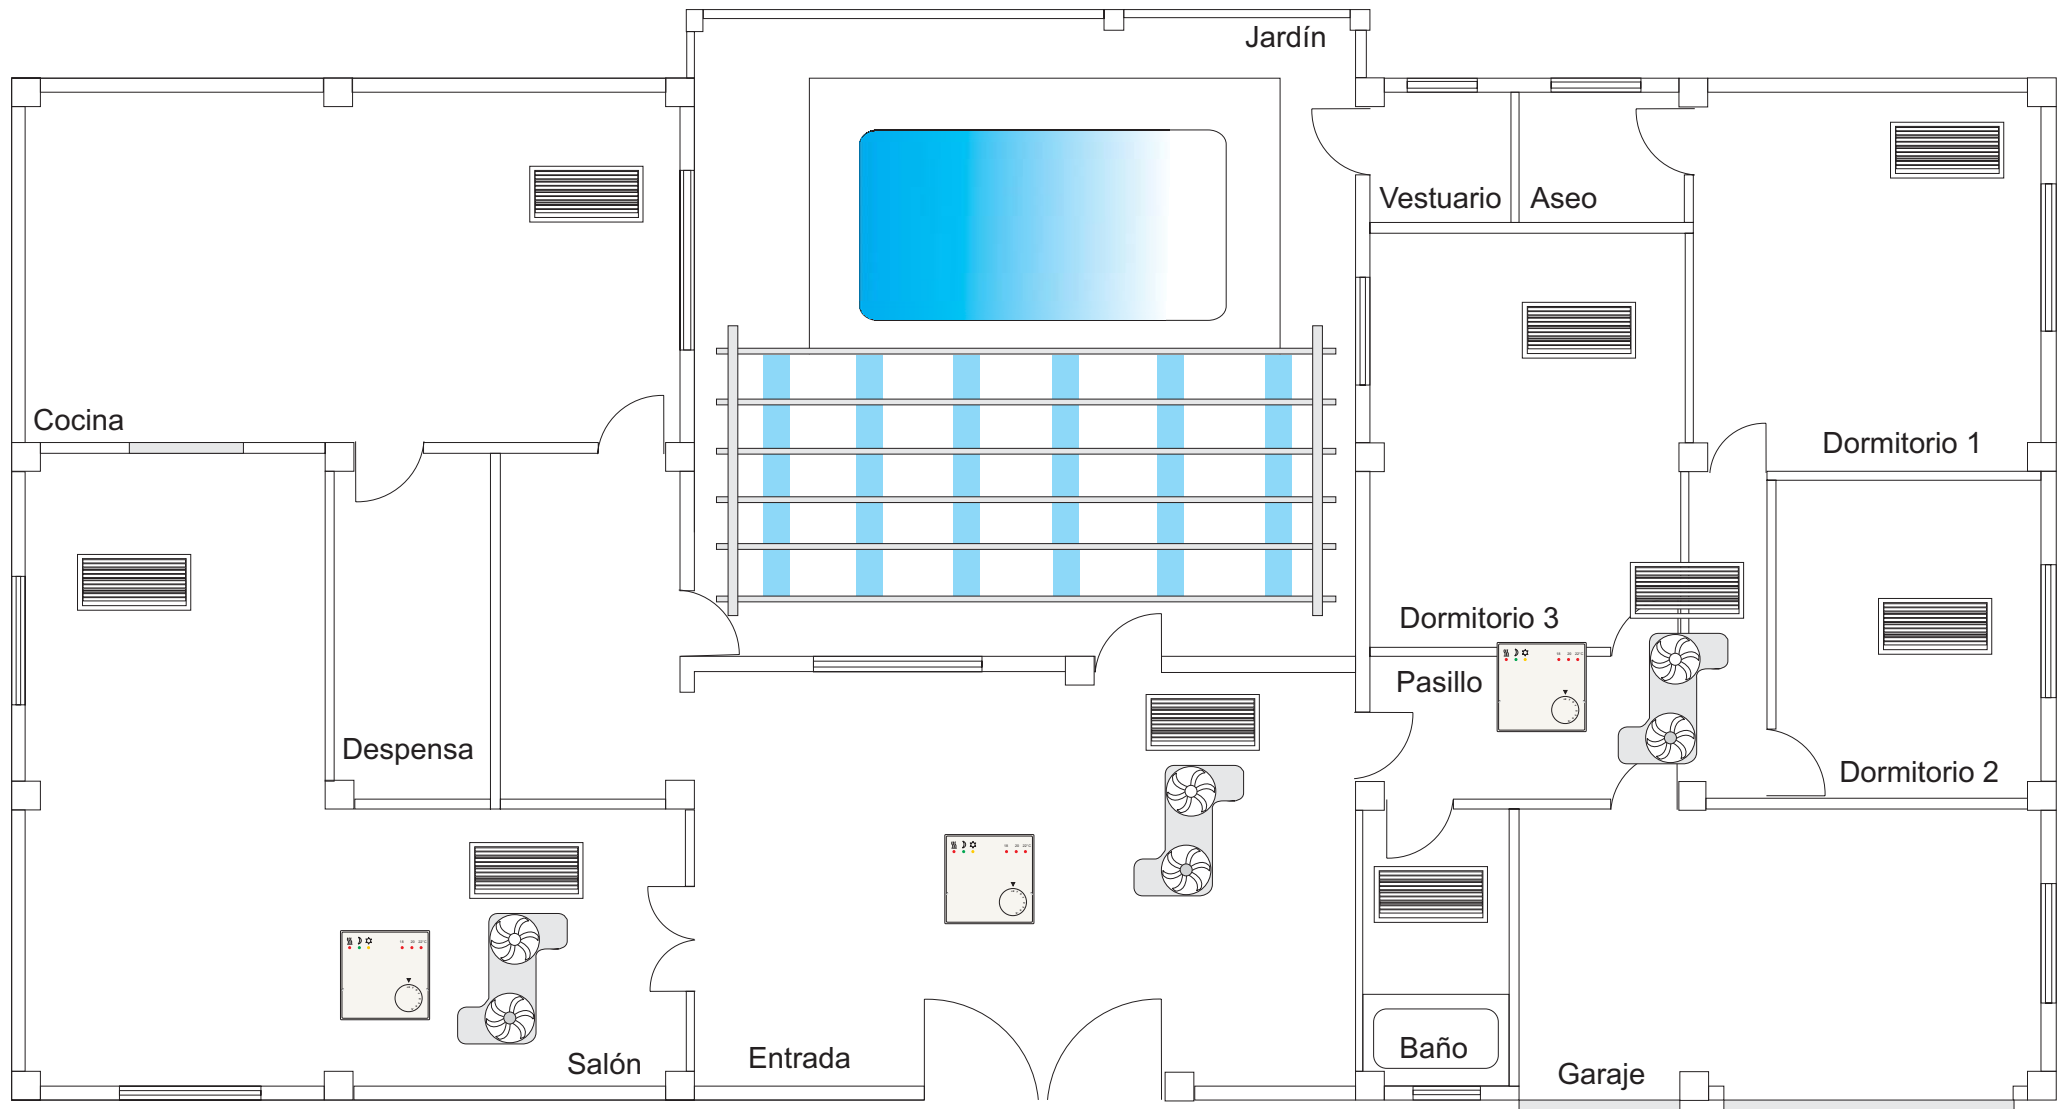 Jardín
Vestuario
Aseo
Cocina
Dormitorio 1
Dormitorio 3
Pasillo
Despensa
Dormitorio 2
Salón
Entrada
Baño
Garaje